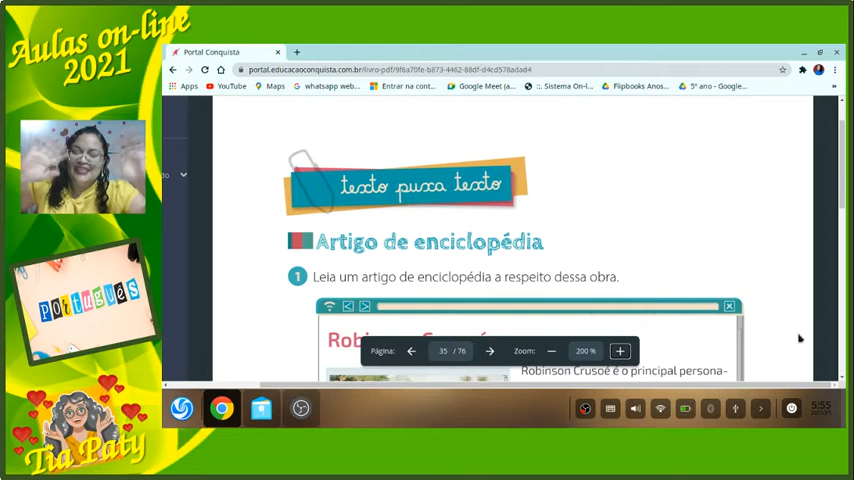 Aulas on-line
2021
Português
Tia Paty
Portal Conquista
portal.educacaoconquista.com.br/livro-pdf/9f6a70fe-b873-4462-88df-d4cd578adad4
Apps YouTube Maps whatsapp web... Entrar na cont... Google Meet (a... ::. Sistema On-l... Flipbooks Anos... 5° ano - Google... »
texto puxa texto
Artigo de enciclopédia
1 Leia um artigo de enciclopédia a respeito dessa obra.
Página: 35 / 76 Zoom: 200 %
Robinson Crusoé é o principal persona-
5:55